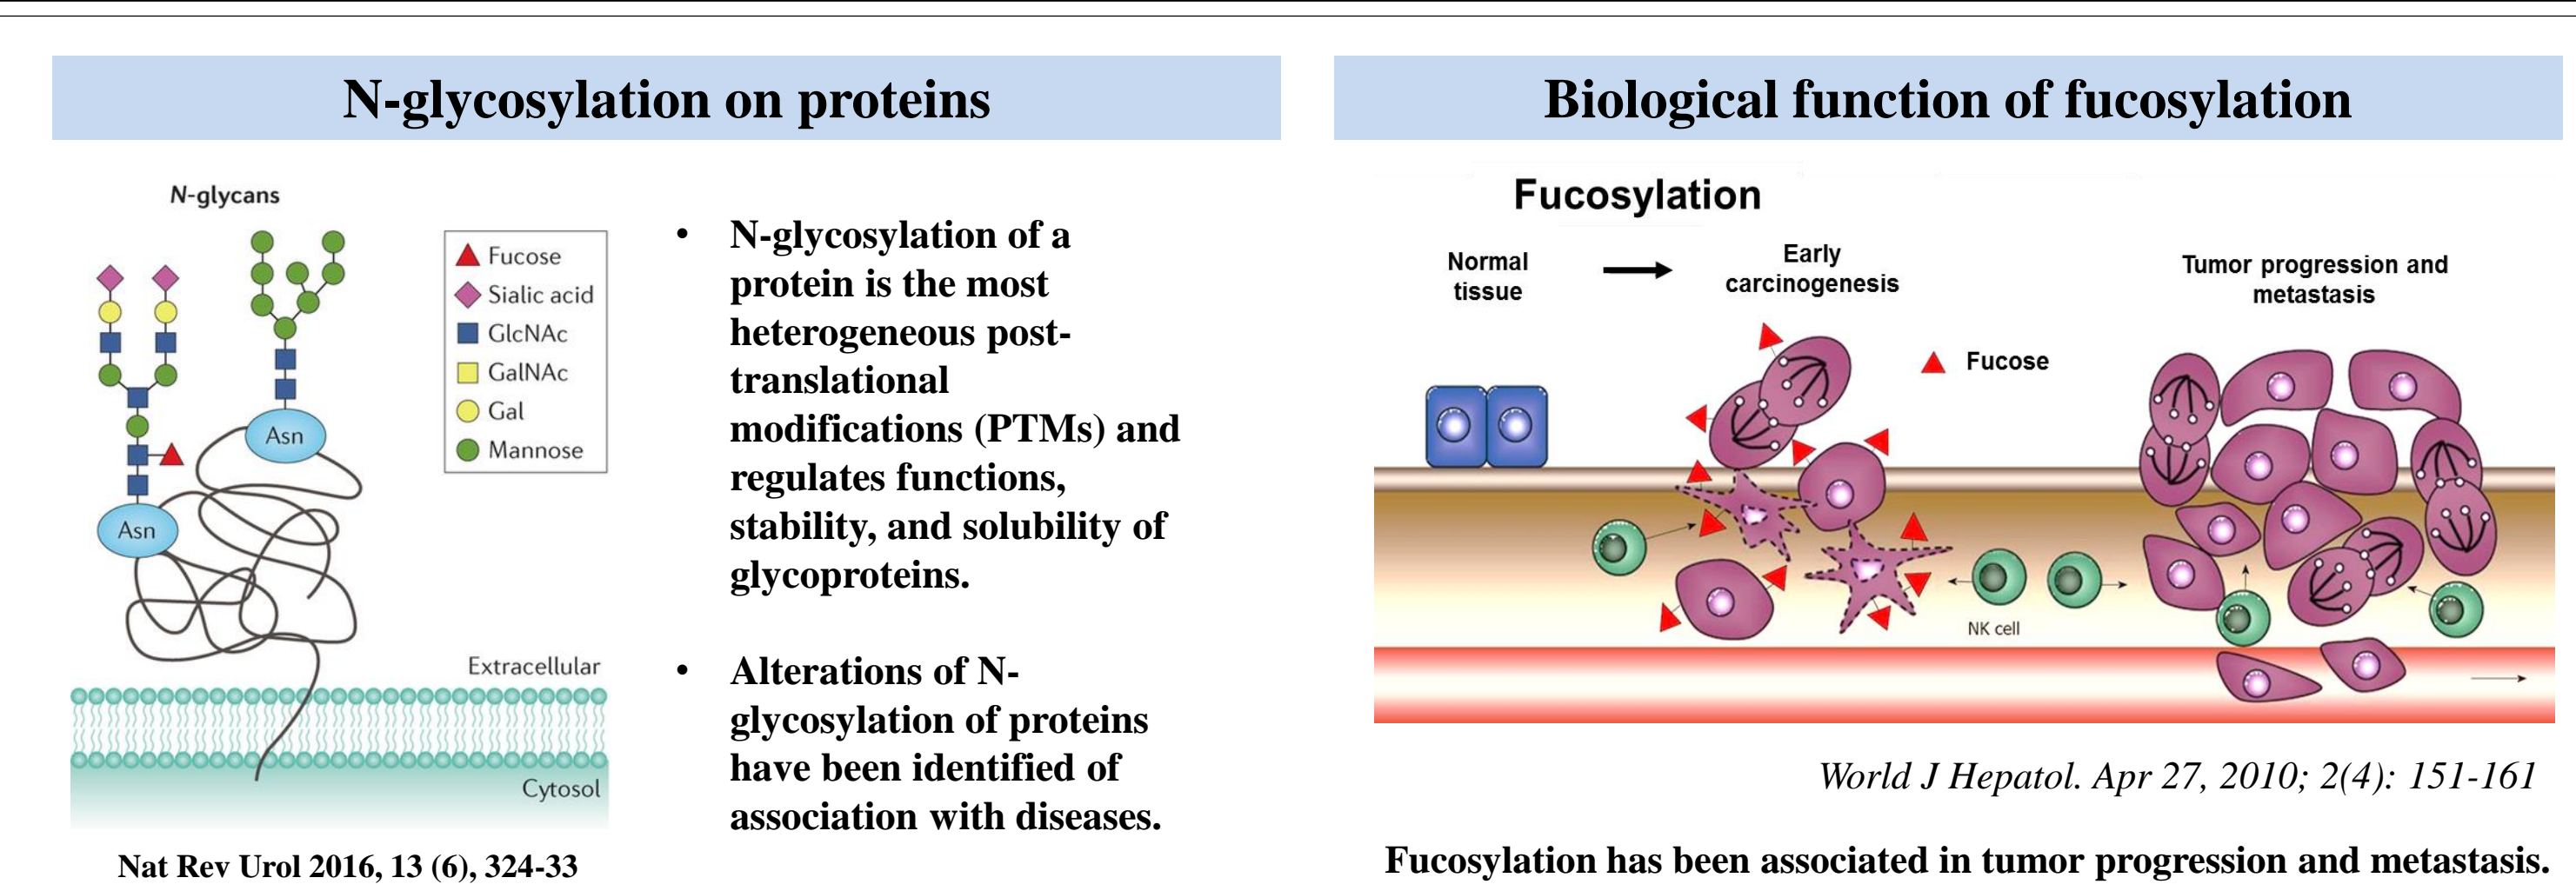 N-glycosylation on proteins
N-glycans
Fucose
Sialic acid
GlcNAc
GalNAc
Gal
Mannose
Asn
Asn
Extracellular
Cytosol
Nat Rev Urol 2016, 13 (6), 324-33
• N-glycosylation of a
protein is the most
heterogeneous post-
translational
modifications (PTMs) and
regulates functions,
stability, and solubility of
glycoproteins.
• Alterations of N-
glycosylation of proteins
have been identified of
association with diseases.
Biological function of fucosylation
Fucosylation
Normal
tissue
Early
carcinogenesis
Tumor progression and
metastasis
Fucose
NK cell
World J Hepatol. Apr 27, 2010; 2(4): 151-161
Fucosylation has been associated in tumor progression and metastasis.